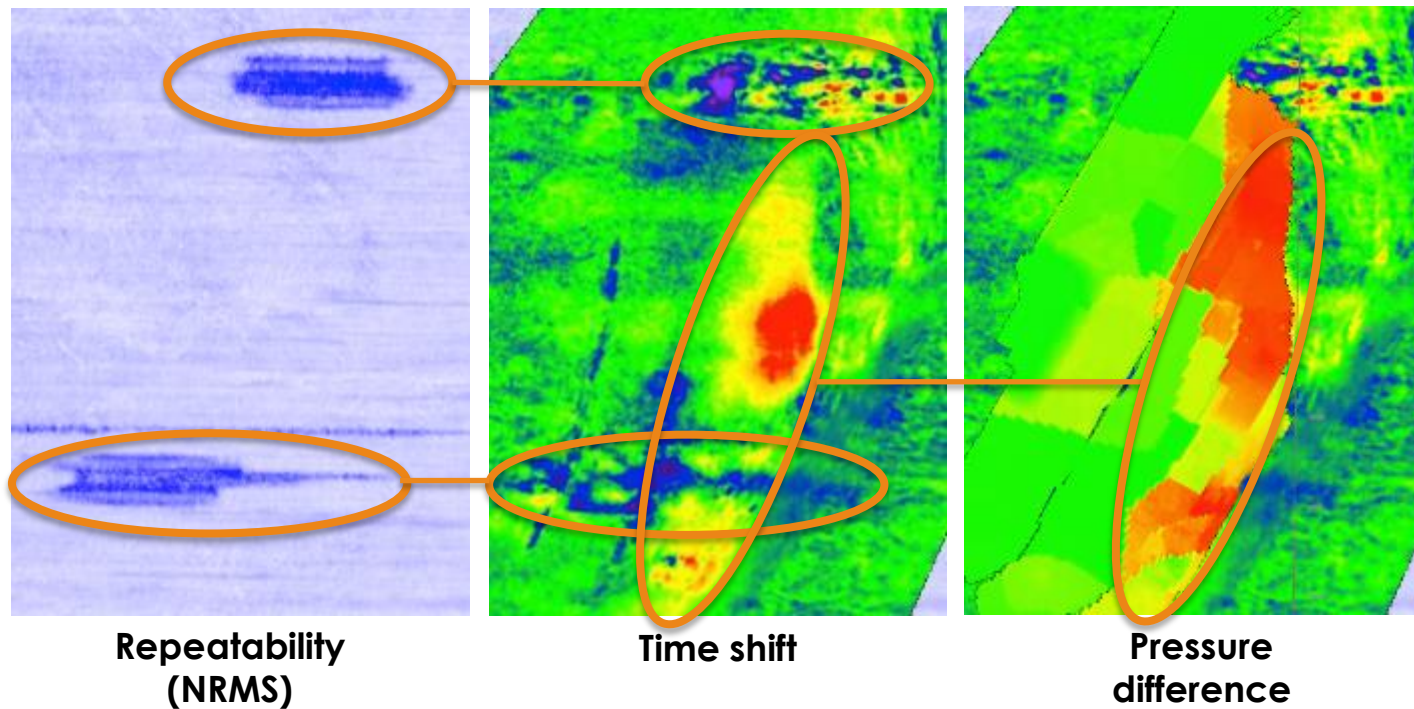 Repeatability
(NRMS)
Time shift
Pressure
difference